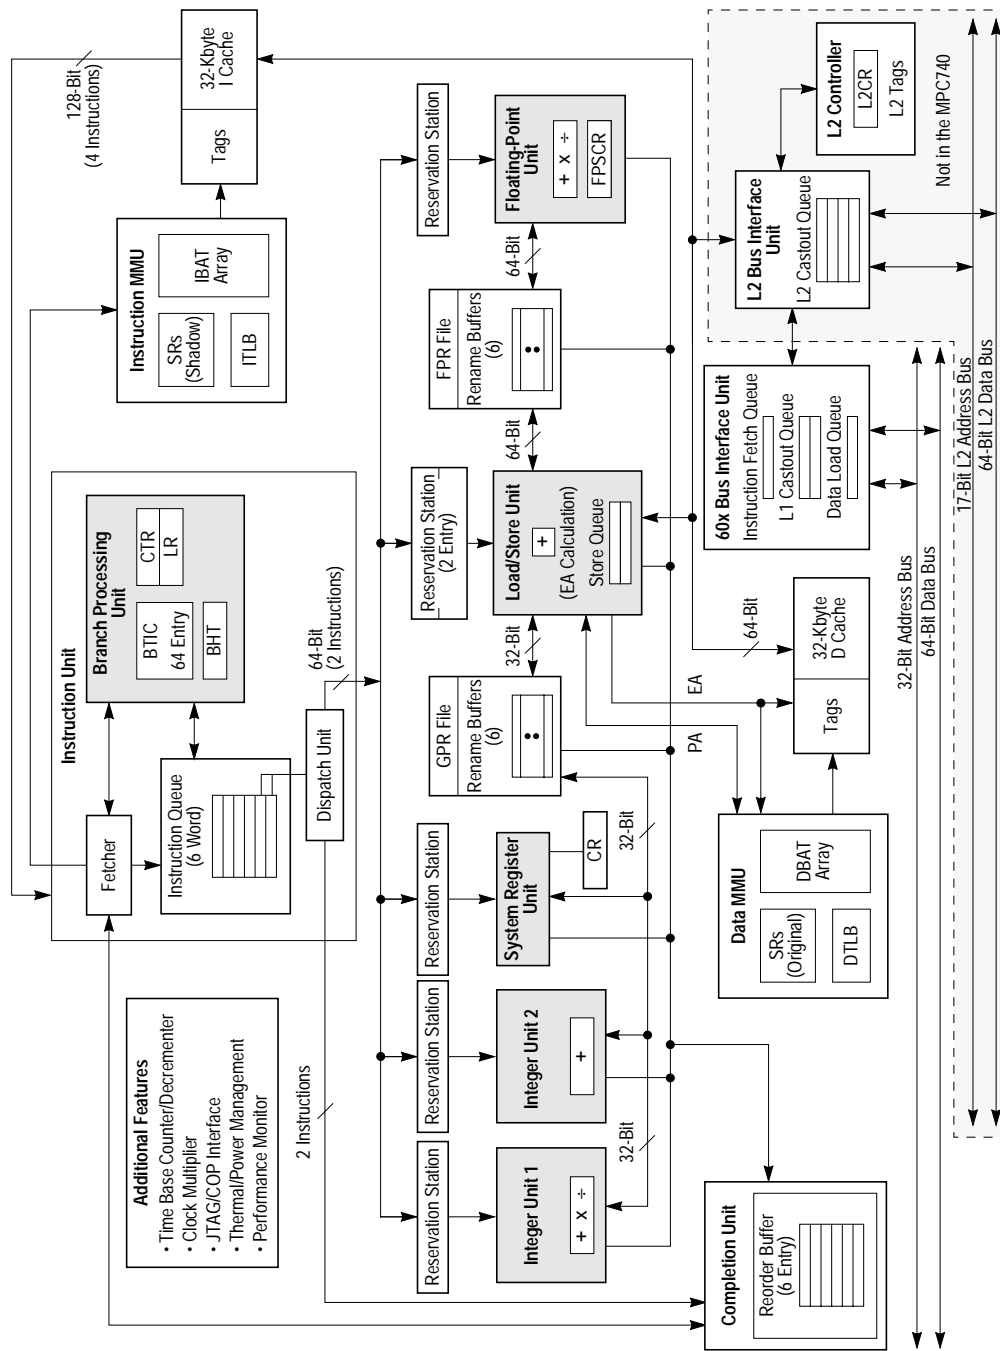 Additional Features
• Time Base Counter/Decrementer
• Clock Multiplier
• JTAG/COP Interface
• Thermal/Power Management
• Performance Monitor
Instruction Unit
Fetcher
Branch Processing
Unit
BTIC
64 Entry
CTR
LR
BHT
Instruction Queue
(6 Word)
Dispatch Unit
64-Bit
(2 Instructions)
2 Instructions
Instruction MMU
SRs
(Shadow)
IBAT
Array
ITLB
128-Bit
(4 Instructions)
Tags
32-Kbyte
I Cache
Reservation Station
Reservation Station
Reservation Station
Reservation Station
(2 Entry)
Reservation Station
Integer Unit 1
+ x ÷
Integer Unit 2
+
System Register
Unit
CR
32-Bit
32-Bit
GPR File
Rename Buffers
(6)
32-Bit
Load/Store Unit
+
(EA Calculation)
Store Queue
64-Bit
FPR File
Rename Buffers
(6)
64-Bit
Floating-Point
Unit
+ x ÷
FPSCR
PA
EA
64-Bit
Completion Unit
Reorder Buffer
(6 Entry)
Data MMU
SRs
(Original)
DBAT
Array
DTLB
Tags
32-Kbyte
D Cache
60x Bus Interface Unit
Instruction Fetch Queue
L1 Castout Queue
Data Load Queue
L2 Bus Interface
Unit
L2 Castout Queue
L2 Controller
L2CR
L2 Tags
Not in the MPC740
32-Bit Address Bus
64-Bit Data Bus
17-Bit L2 Address Bus
64-Bit L2 Data Bus